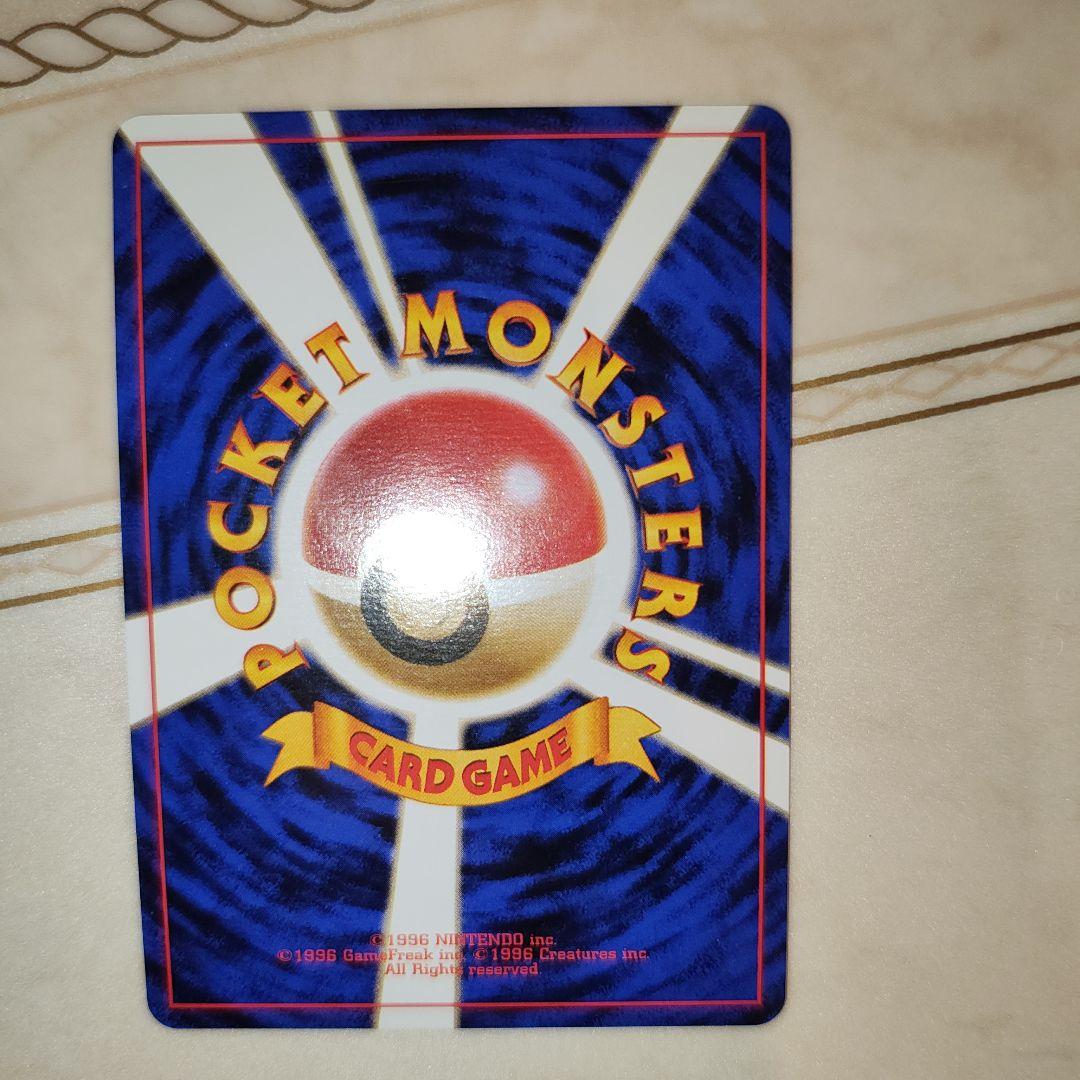 POCKET MONSTERS
CARD GAME
©1996 NINTENDO inc.
©1996 GameFreak inc. ©1996 Creatures inc.
All Rights reserved.